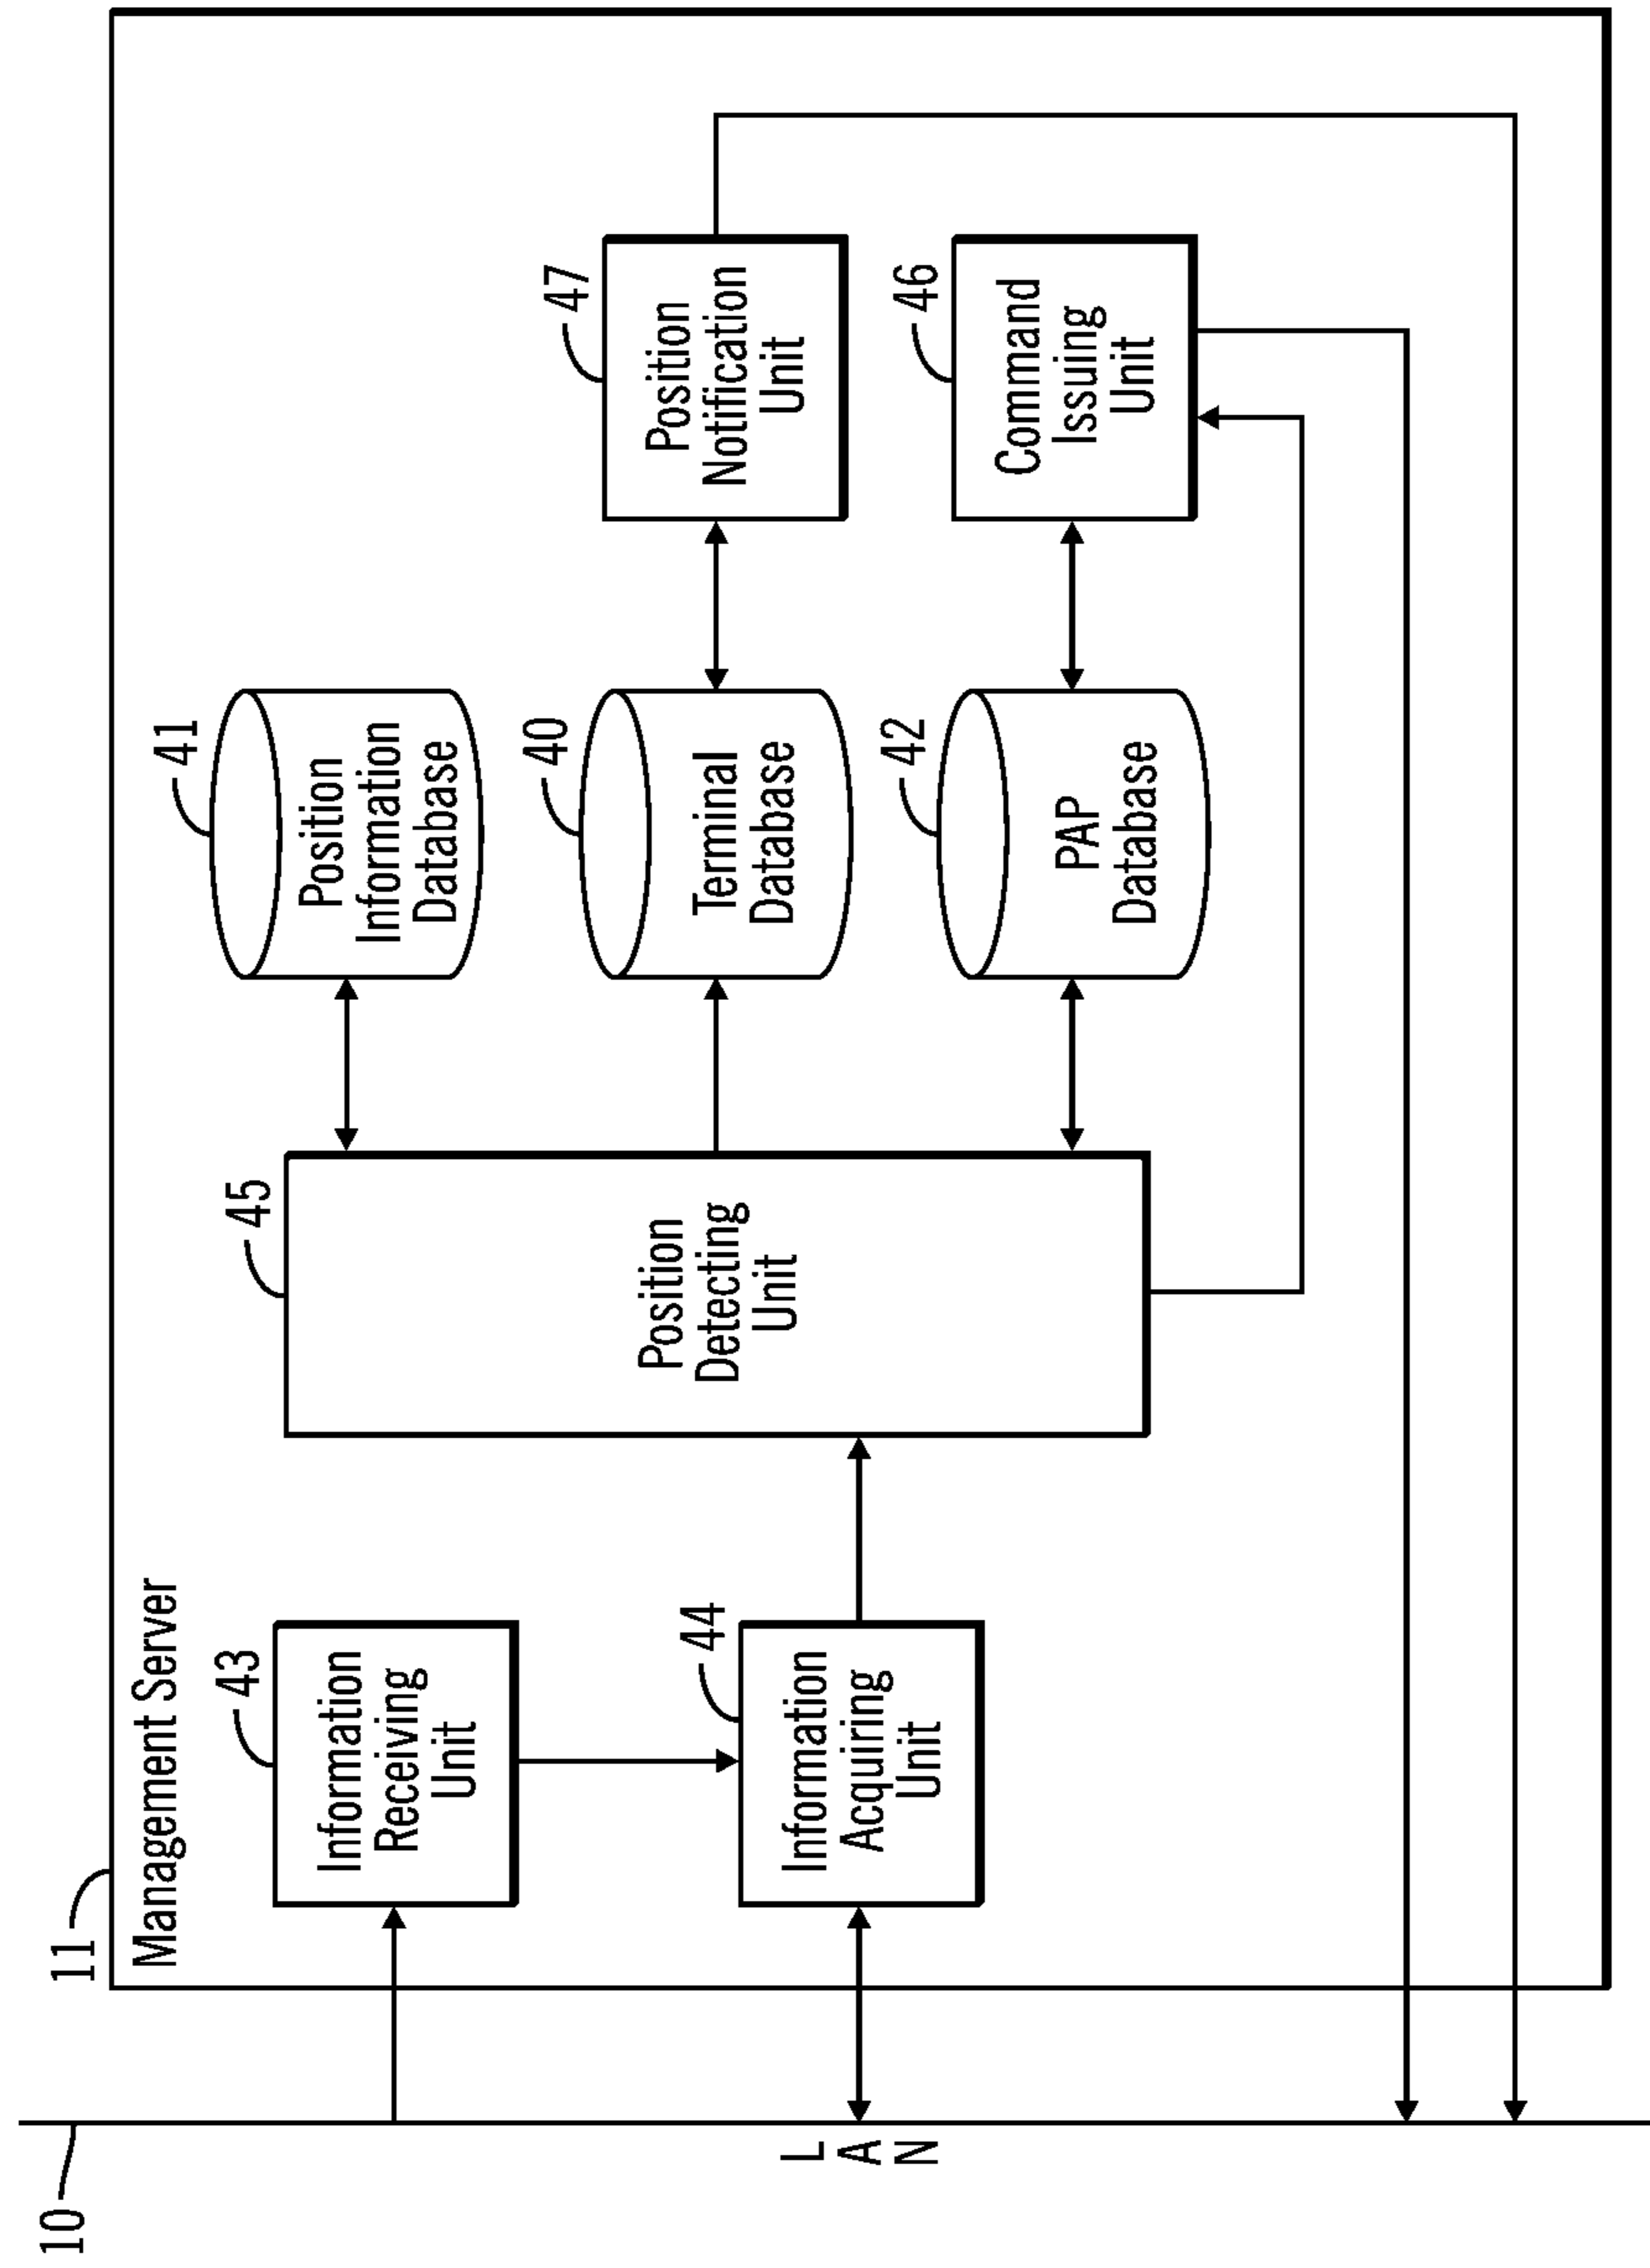 11
Management Server
43
Information
Receiving
Unit
44
Information
Acquiring
Unit
45
Position
Detecting
Unit
41
Position
Information
Database
40
Terminal
Database
42
PAP
Database
47
Position
Notification
Unit
46
Command
Issuing
Unit
10
L
A
N